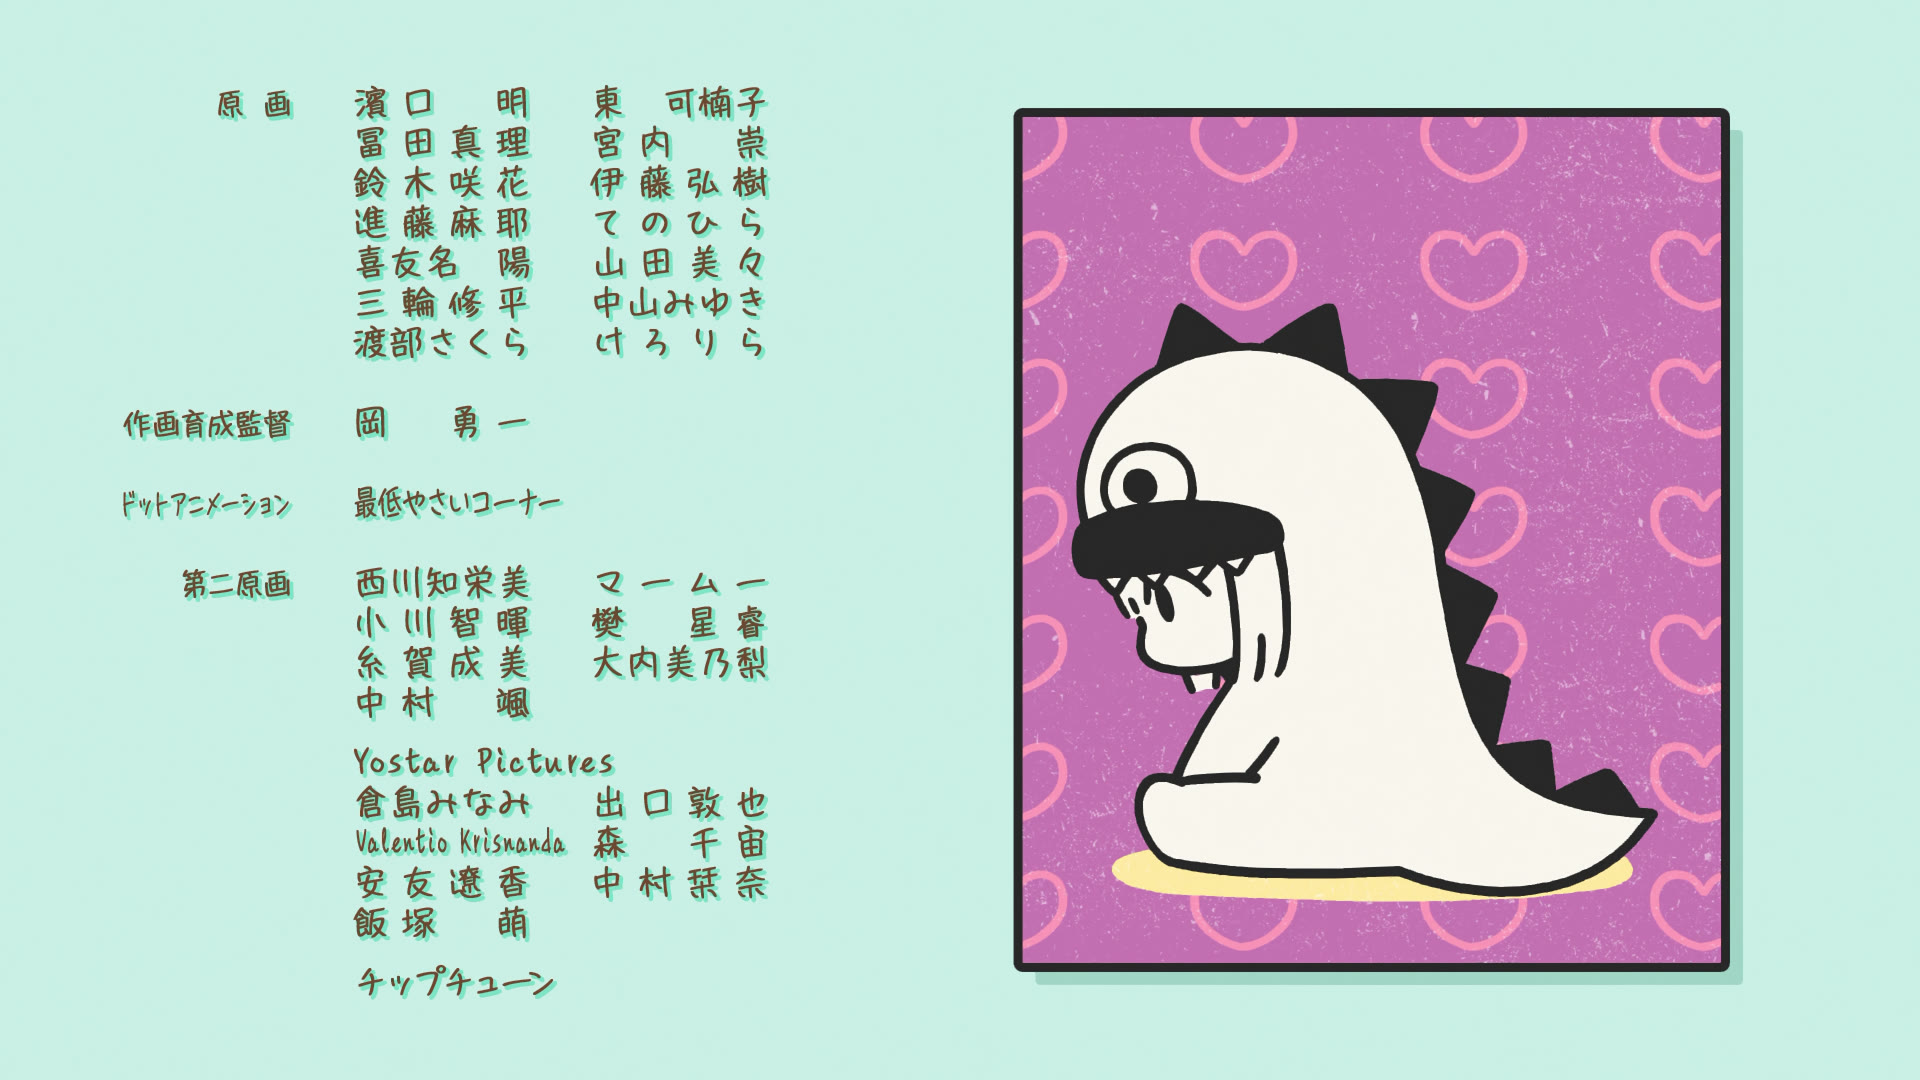 原画 濱口 明 東 可楠子
冨田真理 宮内 崇
鈴木咲花 伊藤弘樹
進藤麻耶 てのひら
喜友名 陽 山田美々
三輪修平 中山みゆき
渡部さくら けろりら
作画育成監督 岡 勇一
ドットアニメーション 最低やさいコーナー
第二原画 西川知栄美 マームー
小川智暉 樊 星睿
糸賀成美 大内美乃梨
中村 颯
Yostar Pictures
倉島みなみ 出口敦也
Valentio Krisnanda 森 千宙
安友遼香 中村栞奈
飯塚 萌
チップチューン